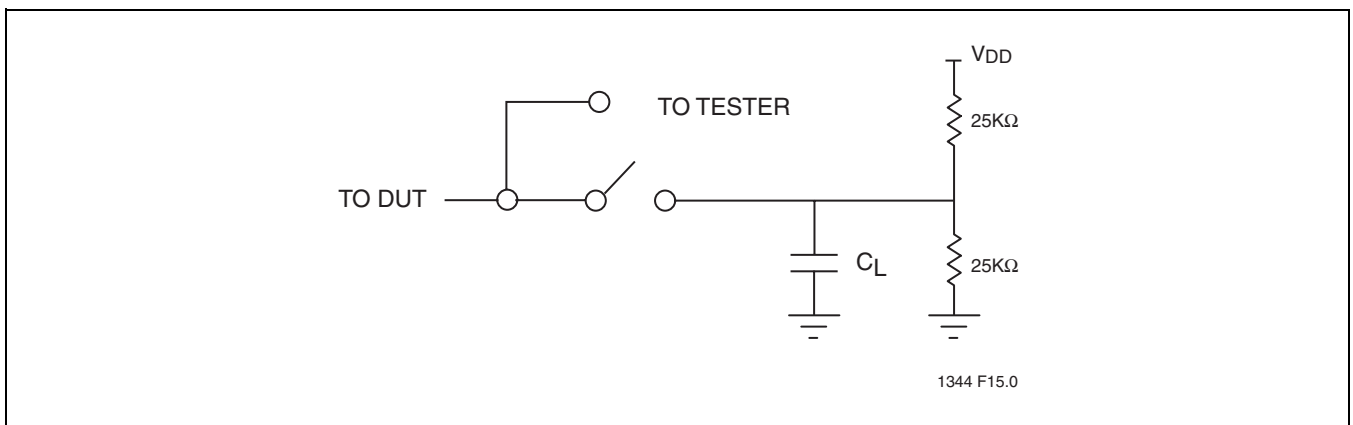 VDD
TO TESTER
25KΩ
TO DUT
CL
25KΩ
1344 F15.0